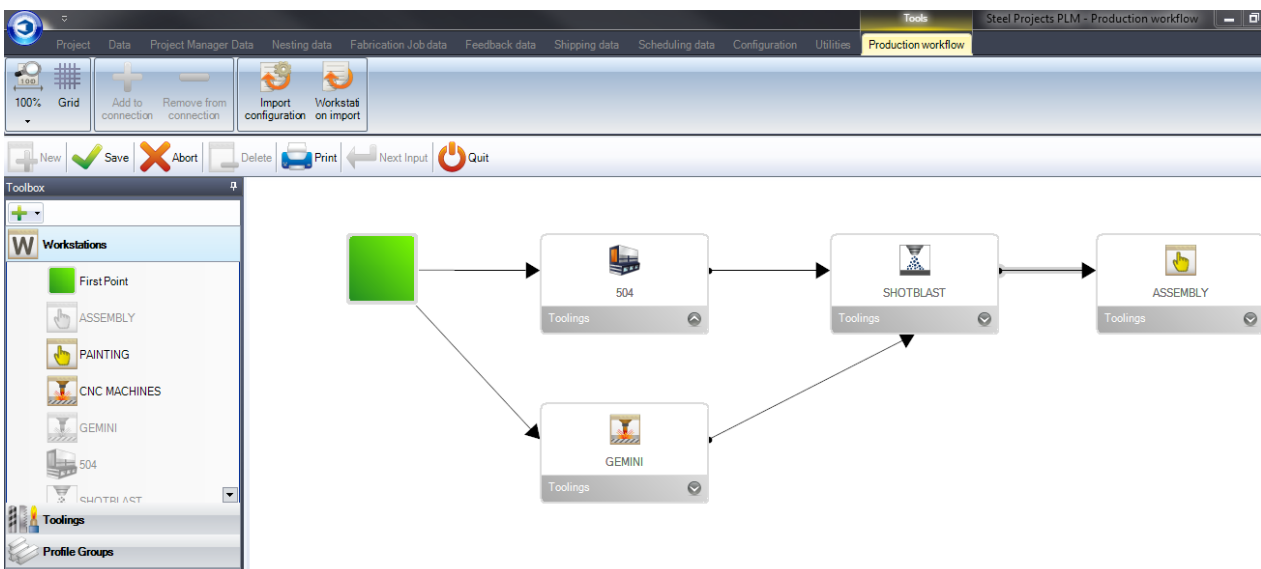 Tools
Steel Projects PLM - Production workflow
Project Data Project Manager Data Nesting data Fabrication Job data Feedback data Shipping data Scheduling data Configuration Utilities Production workflow
100
100% Grid Add to connection Remove from connection Import configuration Workstati on import
New Save Abort Delete Print Next Input Quit
Toolbox
W Workstations
First Point
ASSEMBLY
PAINTING
CNC MACHINES
GEMINI
504
SHOTBLAST
Toolings
Profile Groups
504
Toolings
SHOTBLAST
Toolings
ASSEMBLY
Toolings
GEMINI
Toolings